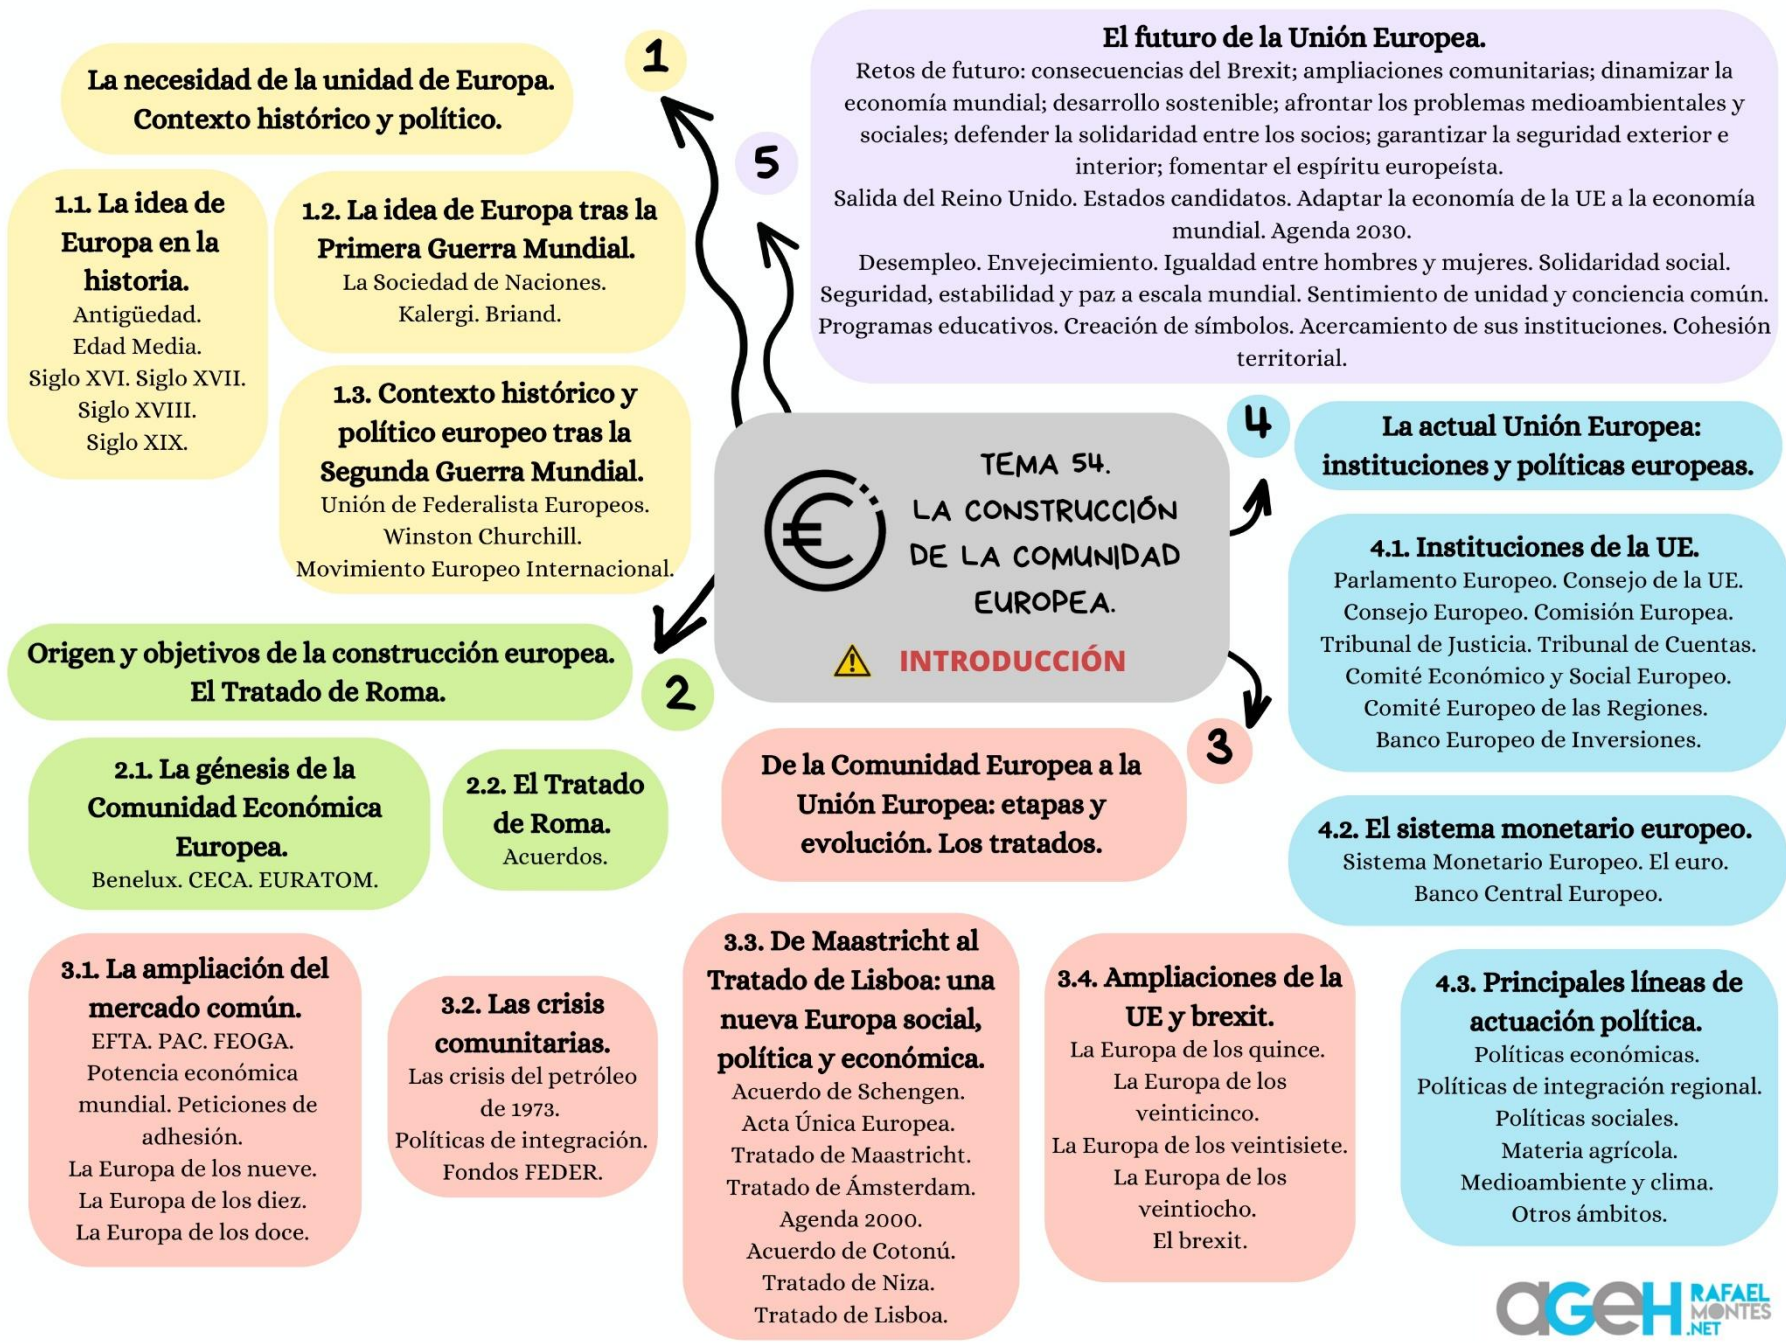 TEMA 54.
LA CONSTRUCCIÓN
DE LA COMUNIDAD
EUROPEA.
INTRODUCCIÓN
1
La necesidad de la unidad de Europa.
Contexto histórico y político.
1.1. La idea de
Europa en la
historia.
Antigüedad.
Edad Media.
Siglo XVI. Siglo XVII.
Siglo XVIII.
Siglo XIX.
1.2. La idea de Europa tras la
Primera Guerra Mundial.
La Sociedad de Naciones.
Kalergi. Briand.
1.3. Contexto histórico y
político europeo tras la
Segunda Guerra Mundial.
Unión de Federalista Europeos.
Winston Churchill.
Movimiento Europeo Internacional.
2
Origen y objetivos de la construcción europea.
El Tratado de Roma.
2.1. La génesis de la
Comunidad Económica
Europea.
Benelux. CECA. EURATOM.
2.2. El Tratado
de Roma.
Acuerdos.
3
De la Comunidad Europea a la
Unión Europea: etapas y
evolución. Los tratados.
3.1. La ampliación del
mercado común.
EFTA. PAC. FEOGA.
Potencia económica
mundial. Peticiones de
adhesión.
La Europa de los nueve.
La Europa de los diez.
La Europa de los doce.
3.2. Las crisis
comunitarias.
Las crisis del petróleo
de 1973.
Políticas de integración.
Fondos FEDER.
3.3. De Maastricht al
Tratado de Lisboa: una
nueva Europa social,
política y económica.
Acuerdo de Schengen.
Acta Única Europea.
Tratado de Maastricht.
Tratado de Ámsterdam.
Agenda 2000.
Acuerdo de Cotonú.
Tratado de Niza.
Tratado de Lisboa.
3.4. Ampliaciones de la
UE y brexit.
La Europa de los quince.
La Europa de los
veinticinco.
La Europa de los veintisiete.
La Europa de los
veintiocho.
El brexit.
4
La actual Unión Europea:
instituciones y políticas europeas.
4.1. Instituciones de la UE.
Parlamento Europeo. Consejo de la UE.
Consejo Europeo. Comisión Europea.
Tribunal de Justicia. Tribunal de Cuentas.
Comité Económico y Social Europeo.
Comité Europeo de las Regiones.
Banco Europeo de Inversiones.
4.2. El sistema monetario europeo.
Sistema Monetario Europeo. El euro.
Banco Central Europeo.
4.3. Principales líneas de
actuación política.
Políticas económicas.
Políticas de integración regional.
Políticas sociales.
Materia agrícola.
Medioambiente y clima.
Otros ámbitos.
5
El futuro de la Unión Europea.
Retos de futuro: consecuencias del Brexit; ampliaciones comunitarias; dinamizar la
economía mundial; desarrollo sostenible; afrontar los problemas medioambientales y
sociales; defender la solidaridad entre los socios; garantizar la seguridad exterior e
interior; fomentar el espíritu europeísta.
Salida del Reino Unido. Estados candidatos. Adaptar la economía de la UE a la economía
mundial. Agenda 2030.
Desempleo. Envejecimiento. Igualdad entre hombres y mujeres. Solidaridad social.
Seguridad, estabilidad y paz a escala mundial. Sentimiento de unidad y conciencia común.
Programas educativos. Creación de símbolos. Acercamiento de sus instituciones. Cohesión
territorial.
aGeH
RAFAEL
MONTES
.NET